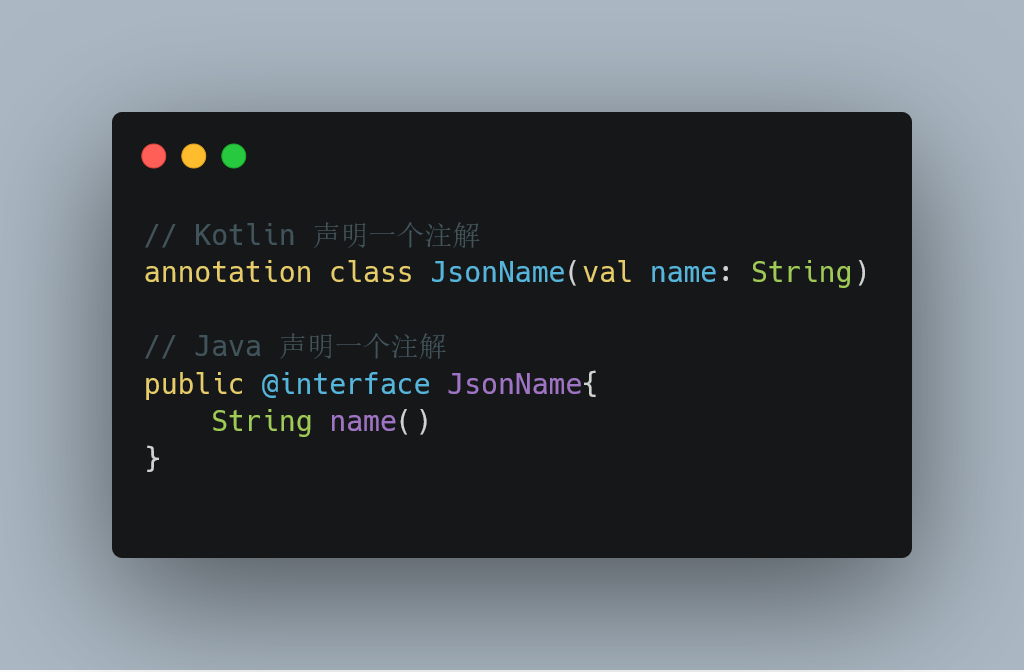 // Kotlin 声明一个注解
annotation class JsonName(val name: String)
// Java 声明一个注解
public @interface JsonName{
    String name()
}